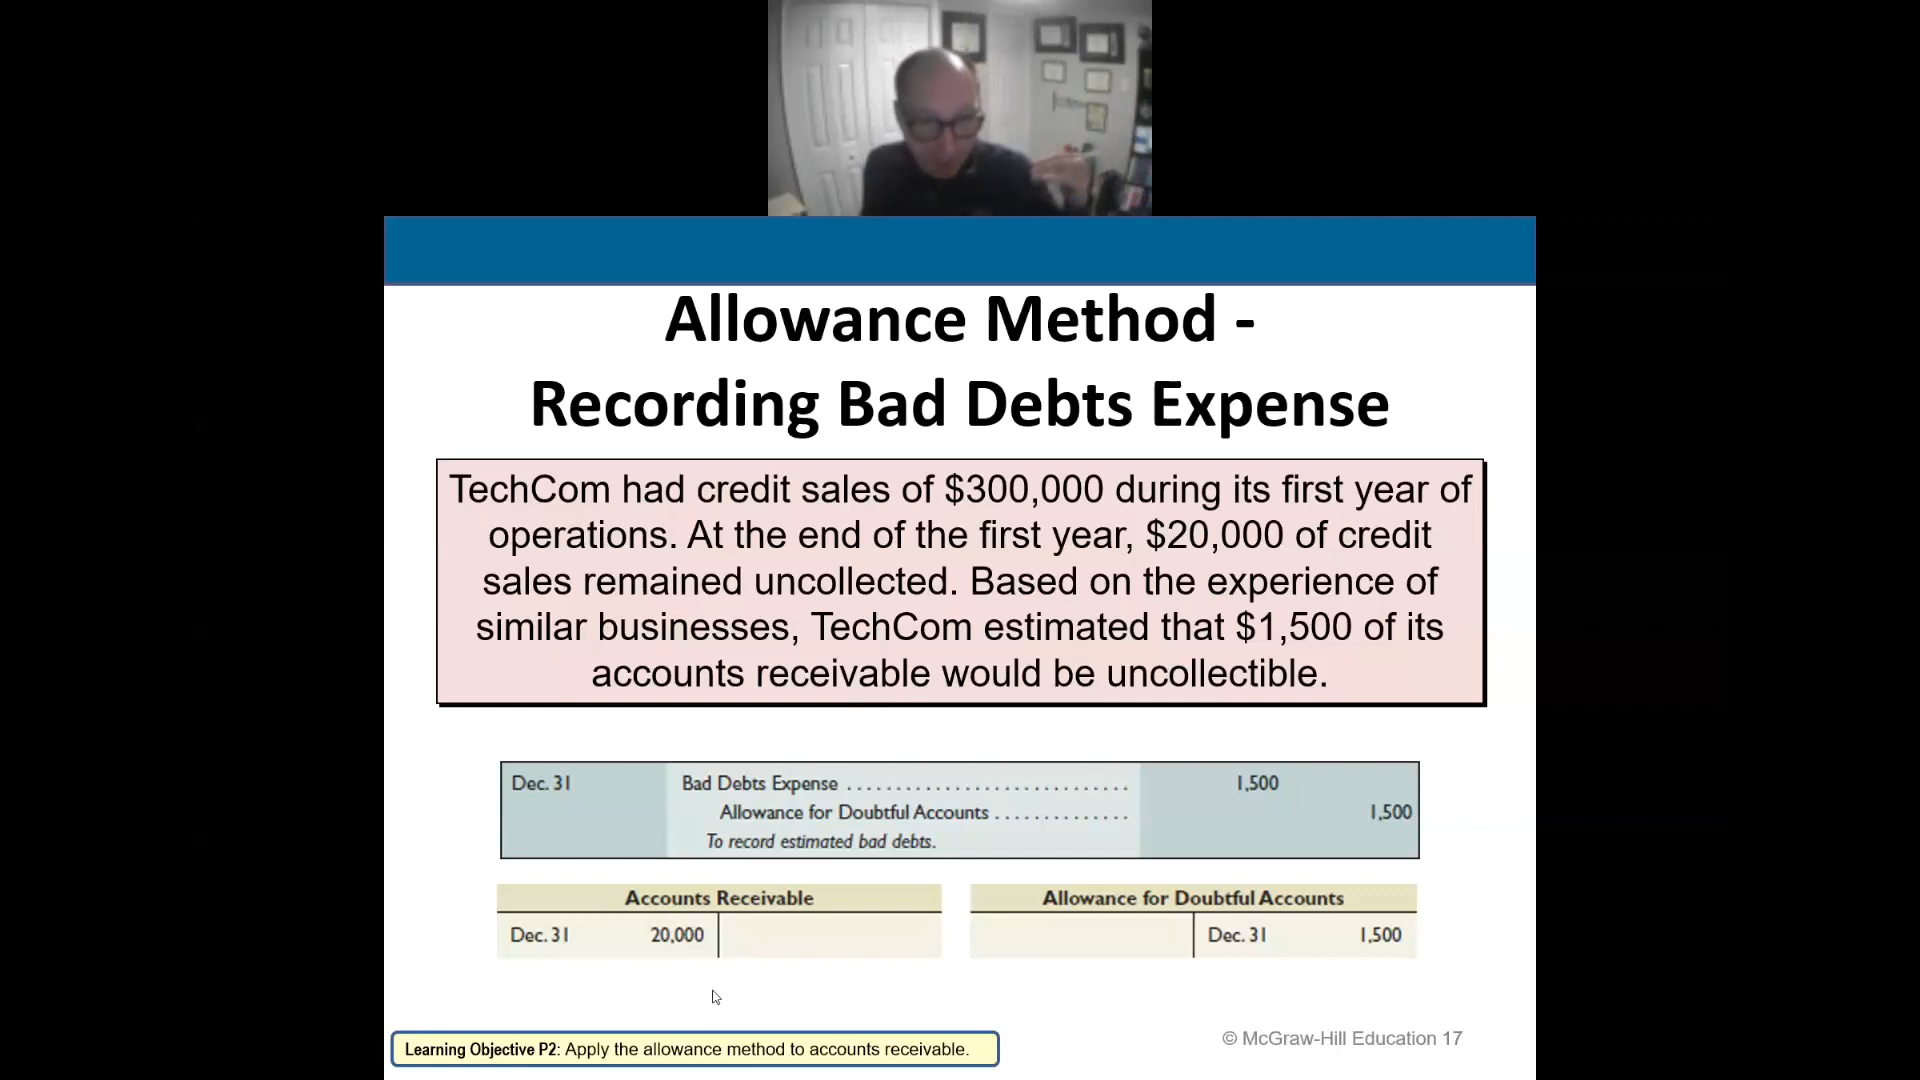 Allowance Method -
Recording Bad Debts Expense
TechCom had credit sales of $300,000 during its first year of
operations. At the end of the first year, $20,000 of credit
sales remained uncollected. Based on the experience of
similar businesses, TechCom estimated that $1,500 of its
accounts receivable would be uncollectible.
Dec. 31 Bad Debts Expense ............................. 1,500
Allowance for Doubtful Accounts .............. 1,500
To record estimated bad debts.
Accounts Receivable
Dec. 31 20,000
Allowance for Doubtful Accounts
Dec. 31 1,500
Learning Objective P2: Apply the allowance method to accounts receivable.
© McGraw-Hill Education 17